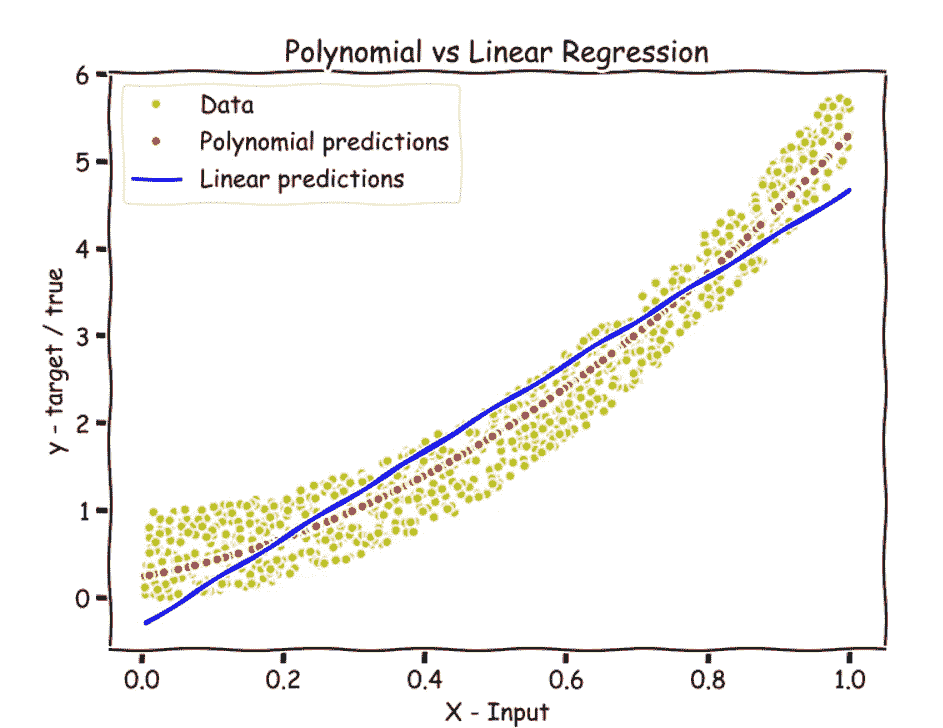 Polynomial vs Linear Regression
6
Data
Polynomial predictions
Linear predictions
5
4
3
2
1
0
y - target / true
0.0 0.2 0.4 0.6 0.8 1.0
X - Input